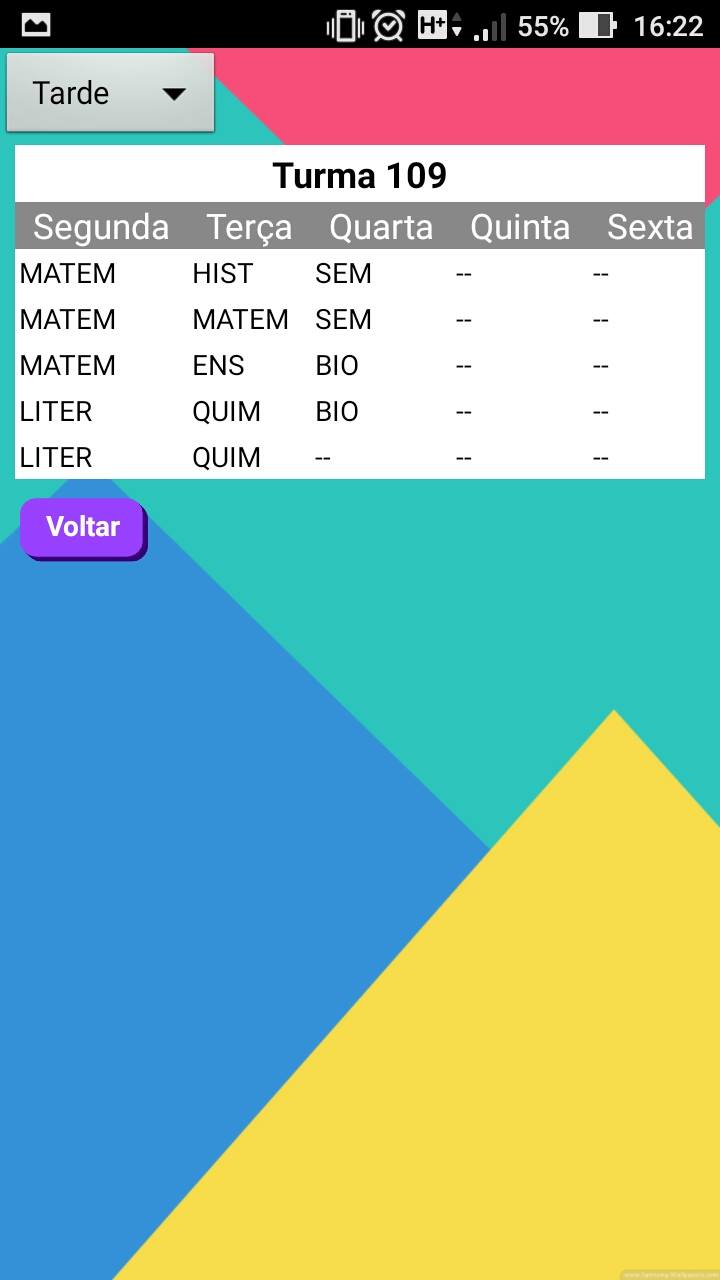 H+ 55% 16:22
Tarde
Turma 109
Segunda Terça Quarta Quinta Sexta
MATEM HIST SEM -- --
MATEM MATEM SEM -- --
MATEM ENS BIO -- --
LITER QUIM BIO -- --
LITER QUIM -- -- --
Voltar